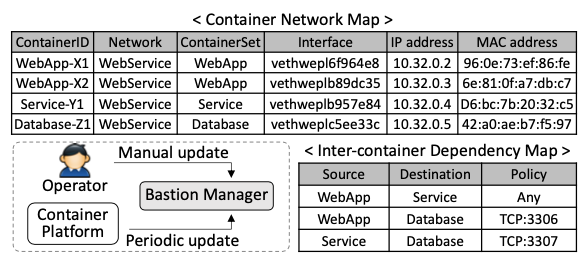 < Container Network Map >
ContainerID Network ContainerSet Interface IP address MAC address
WebApp-X1 WebService WebApp vethwepl6f964e8 10.32.0.2 96:0e:73:ef:86:fe
WebApp-X2 WebService WebApp vethweplb89dc35 10.32.0.3 6e:81:0f:a7:db:c7
Service-Y1 WebService Service vethweplb957e84 10.32.0.4 D6:bc:7b:20:32:c5
Database-Z1 WebService Database vethweplc5ee33c 10.32.0.5 42:a0:ae:b7:f5:97
Manual update
Operator
Bastion Manager
Container
Platform
Periodic update
< Inter-container Dependency Map >
Source Destination Policy
WebApp Service Any
WebApp Database TCP:3306
Service Database TCP:3307